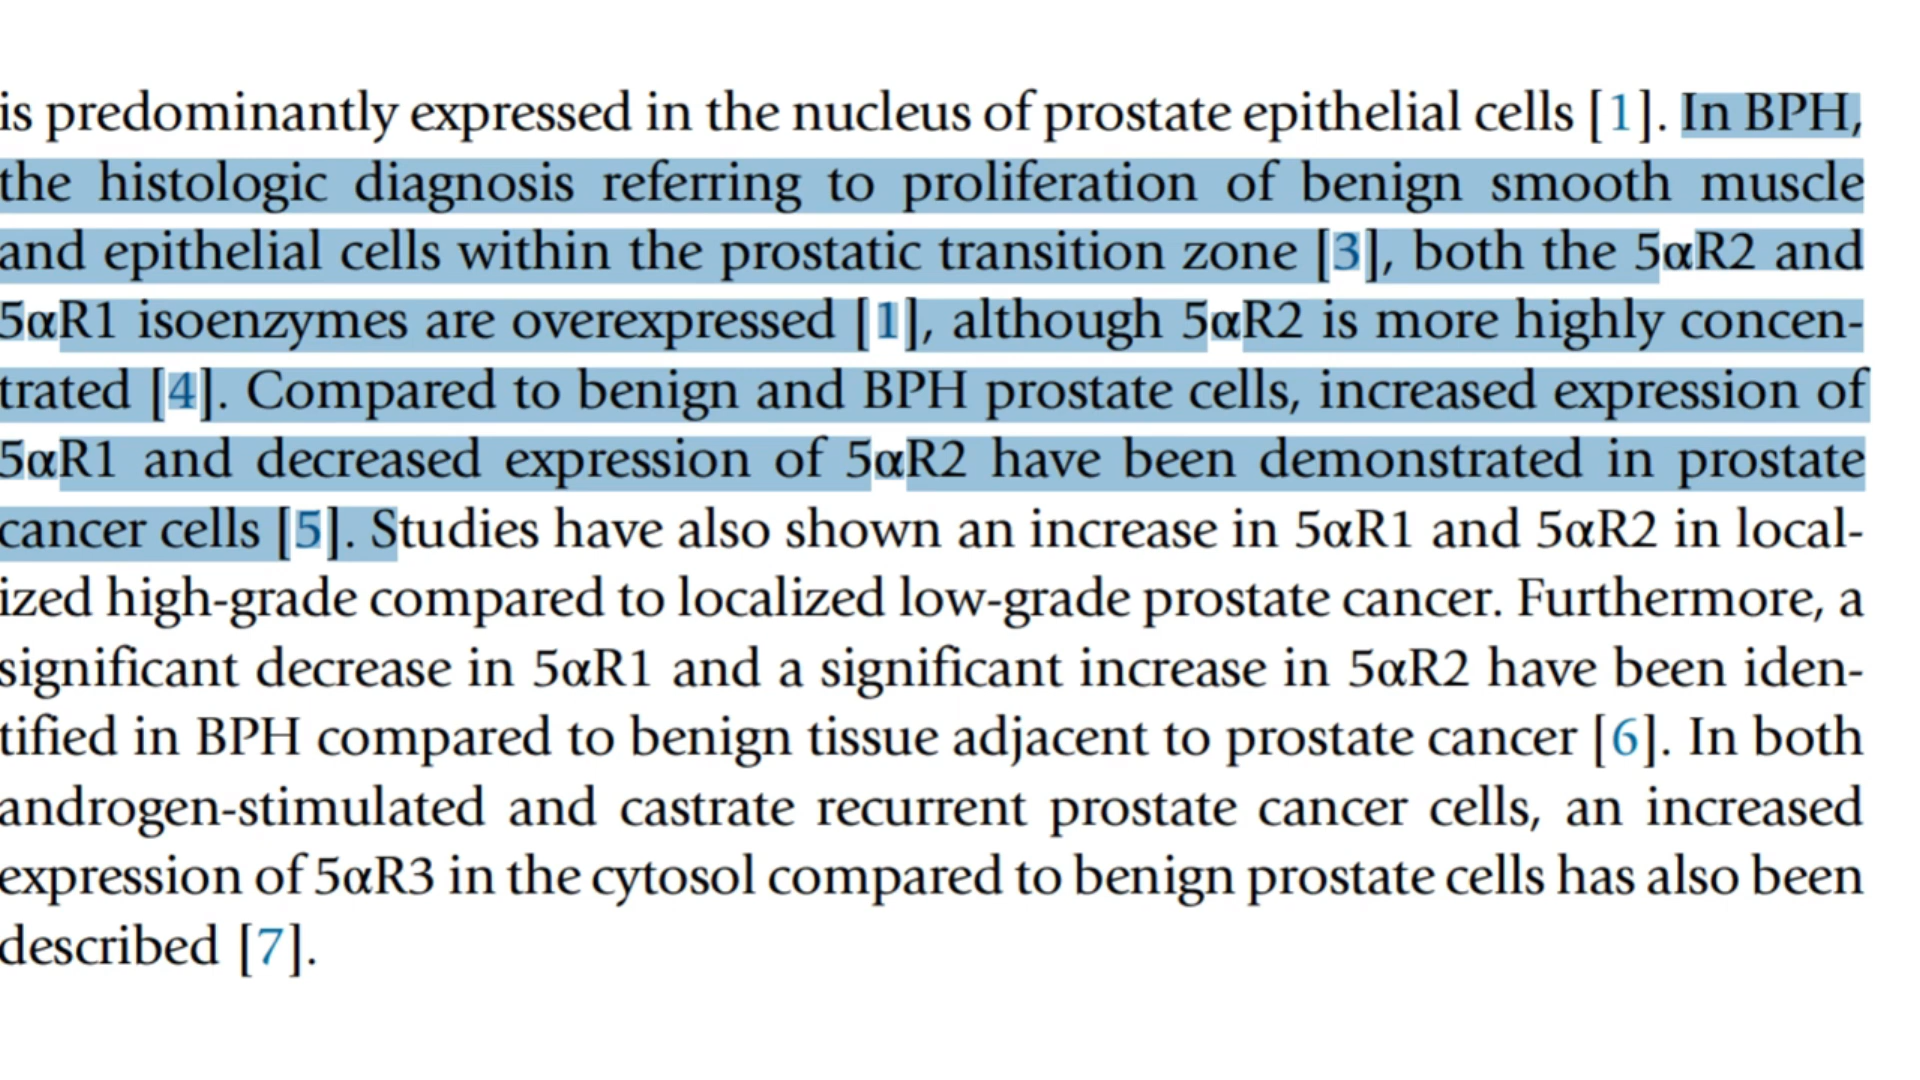 is predominantly expressed in the nucleus of prostate epithelial cells [1]. In BPH,
the histologic diagnosis referring to proliferation of benign smooth muscle
and epithelial cells within the prostatic transition zone [3], both the 5αR2 and
5αR1 isoenzymes are overexpressed [1], although 5αR2 is more highly concen-
trated [4]. Compared to benign and BPH prostate cells, increased expression of
5αR1 and decreased expression of 5αR2 have been demonstrated in prostate
cancer cells [5]. Studies have also shown an increase in 5αR1 and 5αR2 in local-
ized high-grade compared to localized low-grade prostate cancer. Furthermore, a
significant decrease in 5αR1 and a significant increase in 5αR2 have been iden-
tified in BPH compared to benign tissue adjacent to prostate cancer [6]. In both
androgen-stimulated and castrate recurrent prostate cancer cells, an increased
expression of 5αR3 in the cytosol compared to benign prostate cells has also been
described [7].